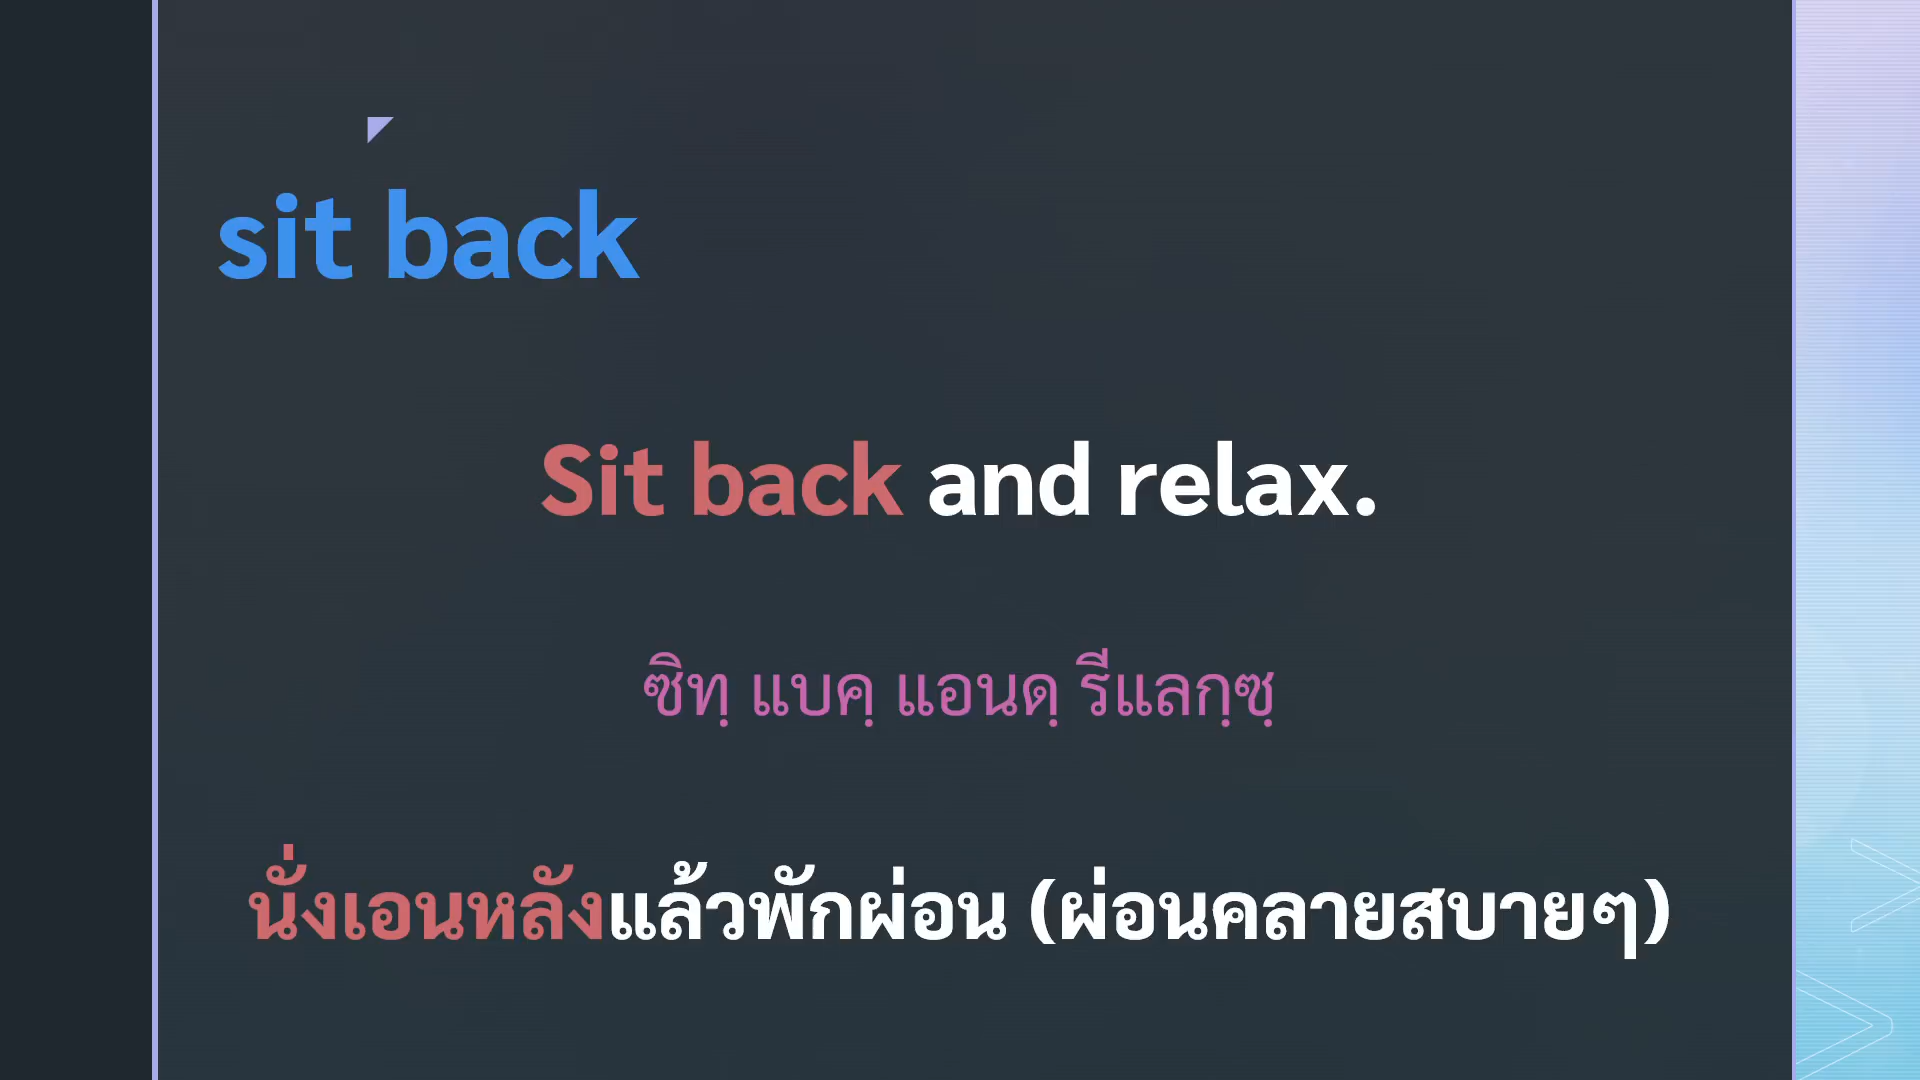 sit back
Sit back and relax.
ซิทฺ แบคฺ แอนดฺ รีแลกฺซฺ
นั่งเอนหลังแล้วพักผ่อน (ผ่อนคลายสบายๆ)